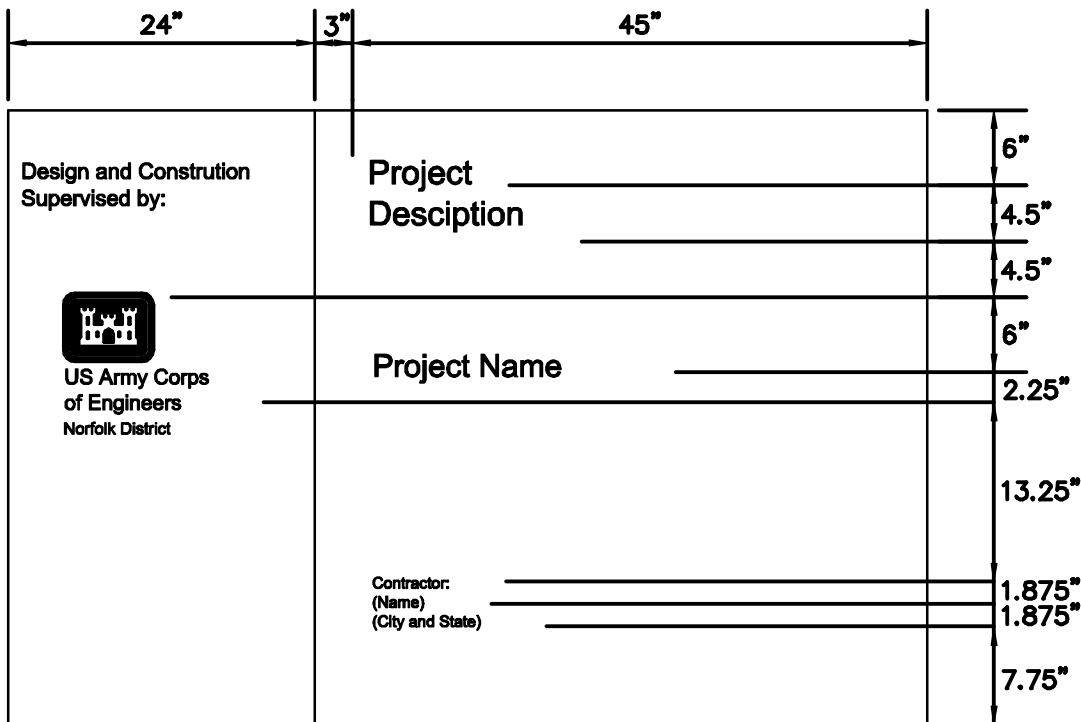 24”
3”
45”
Design and Constrution
Supervised by:
US Army Corps
of Engineers
Norfolk District
Project
Desciption
Project Name
Contractor:
(Name)
(City and State)
6”
4.5”
4.5”
6”
2.25”
13.25”
1.875”
1.875”
7.75”